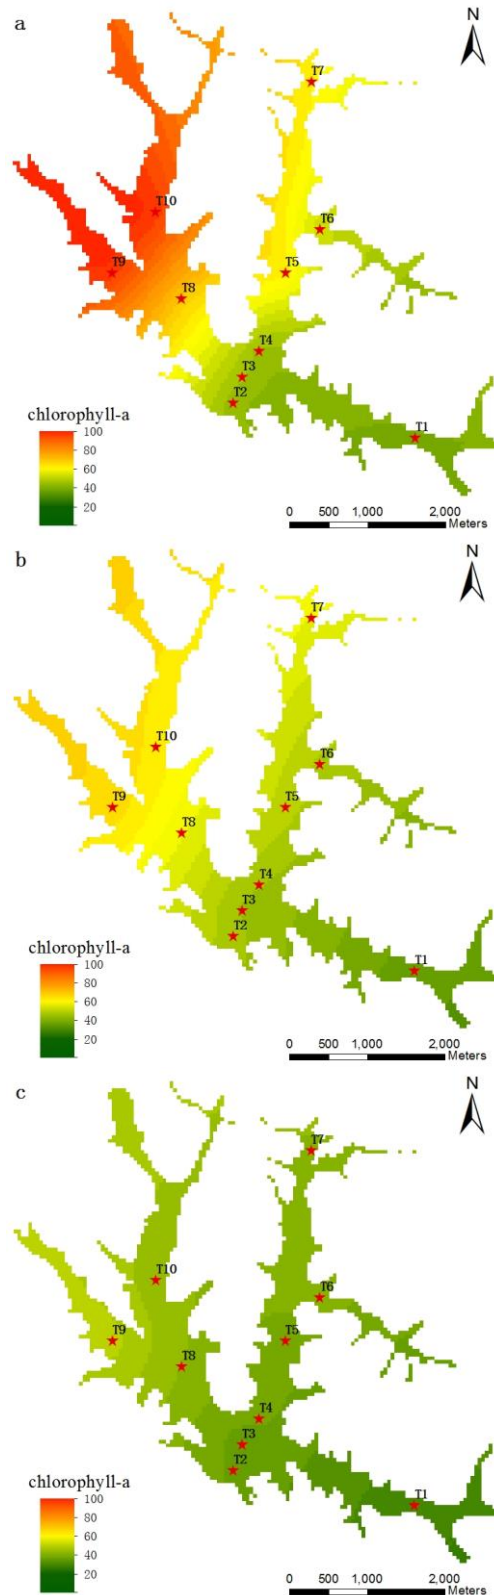 a
N
T7
T10
T6
T9
T5
T8
T4
T3
T2
chlorophyll-a
100
80
60
40
20
T1
0 500 1,000 2,000
Meters
b
N
T7
T10
T6
T9
T5
T8
T4
T3
T2
chlorophyll-a
100
80
60
40
20
T1
0 500 1,000 2,000
Meters
c
N
T7
T10
T6
T9
T5
T8
T4
T3
T2
chlorophyll-a
100
80
60
40
20
T1
0 500 1,000 2,000
Meters